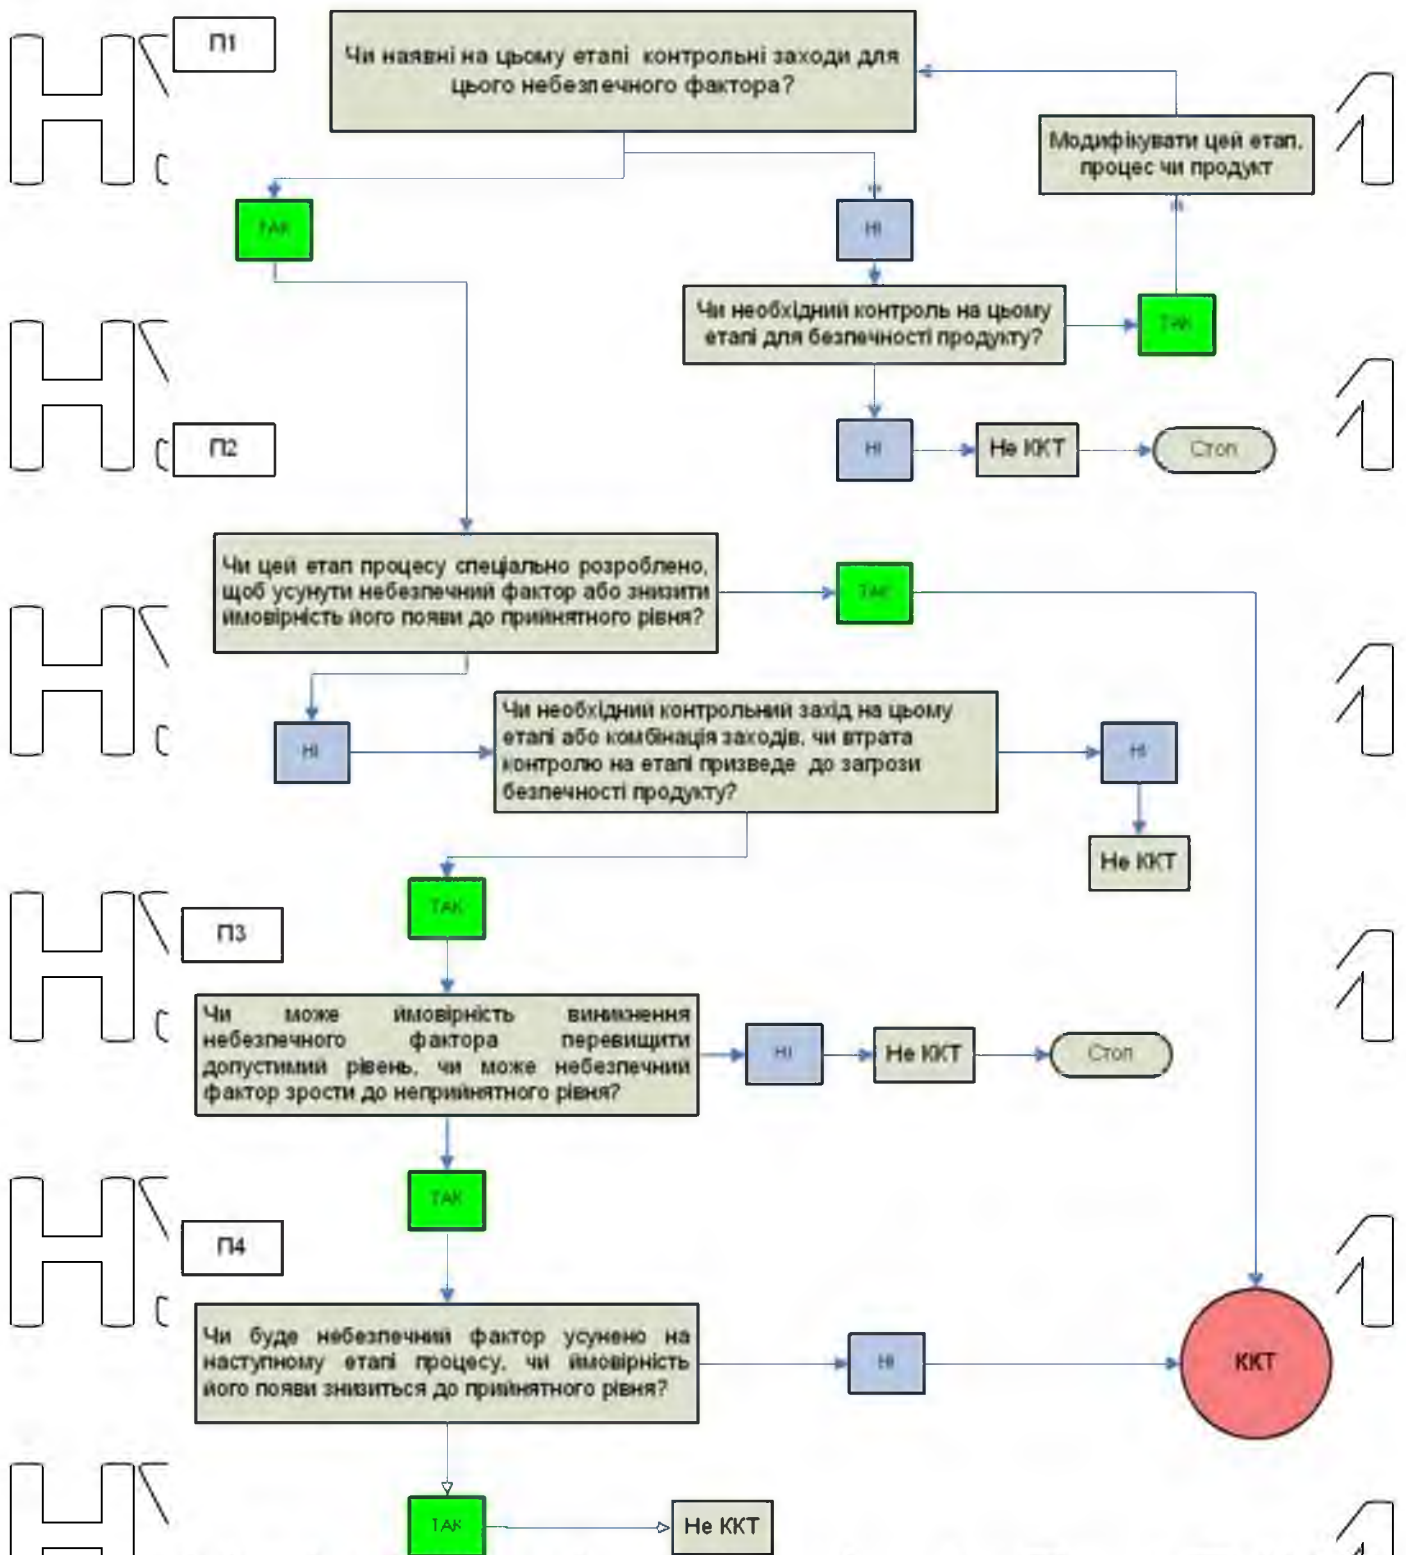 П1
Чи наявні на цьому етапі контрольні заходи для
цього небезпечного фактора?
Модифікувати цей етап,
процес чи продукт
ТАК
НІ
Чи необхідний контроль на цьому
етапі для безпечності продукту?
ТАК
П2
НІ
Не ККТ
Стоп
Чи цей етап процесу спеціально розроблено,
щоб усунути небезпечний фактор або знизити
ймовірність його появи до прийнятного рівня?
ТАК
НІ
Чи необхідний контрольний захід на цьому
етапі або комбінація заходів, чи втрата
контролю на етапі призведе до загрози
безпечності продукту?
НІ
Не ККТ
ТАК
П3
Чи може ймовірність виникнення
небезпечного фактора перевищити
допустимий рівень, чи може небезпечний
фактор зрости до неприйнятного рівня?
НІ
Не ККТ
Стоп
ТАК
П4
Чи буде небезпечний фактор усунено на
наступному етапі процесу, чи ймовірність
його появи знизиться до прийнятного рівня?
НІ
ККТ
ТАК
Не ККТ